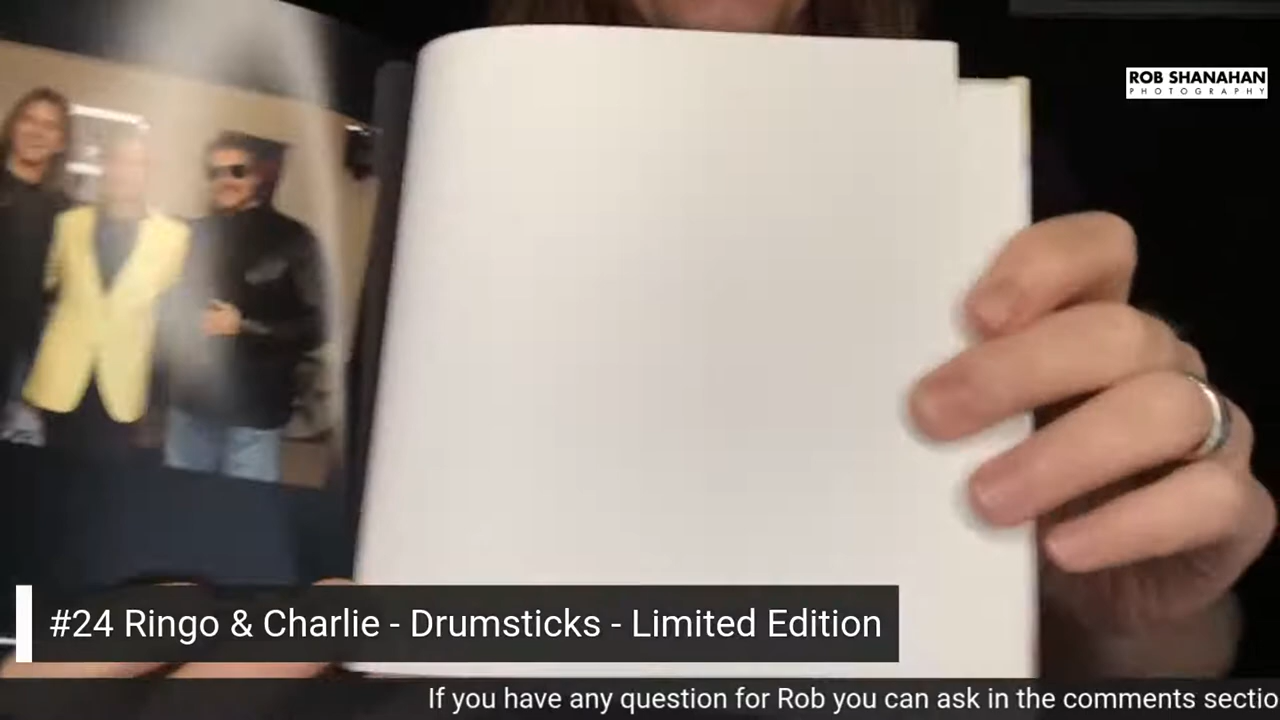 ROB SHANAHAN
PHOTOGRAPHY
#24 Ringo & Charlie - Drumsticks - Limited Edition
If you have any question for Rob you can ask in the comments sectio